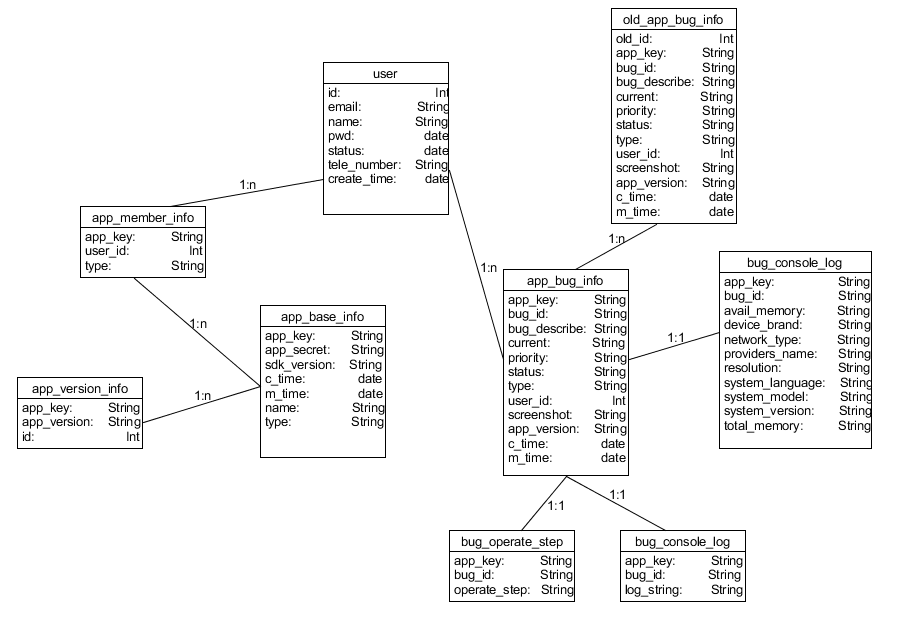 old_app_bug_info
old_id: Int
app_key: String
bug_id: String
bug_describe: String
current: String
priority: String
status: String
type: String
user_id: Int
screenshot: String
app_version: String
c_time: date
m_time: date
user
id: Int
email: String
name: String
pwd: date
status: date
tele_number: String
create_time: date
1:n
app_member_info
app_key: String
user_id: Int
type: String
1:n
1:n
app_bug_info
app_key: String
bug_id: String
bug_describe: String
current: String
priority: String
status: String
type: String
user_id: Int
screenshot: String
app_version: String
c_time: date
m_time: date
bug_console_log
app_key: String
bug_id: String
avail_memory: String
device_brand: String
network_type: String
providers_name: String
resolution: String
system_language: String
system_model: String
system_version: String
total_memory: String
1:1
1:n
app_base_info
app_key: String
app_secret: String
sdk_version: String
c_time: date
m_time: date
name: String
type: String
app_version_info
app_key: String
app_version: String
id: Int
1:n
1:1
1:1
bug_operate_step
app_key: String
bug_id: String
operate_step: String
bug_console_log
app_key: String
bug_id: String
log_string: String